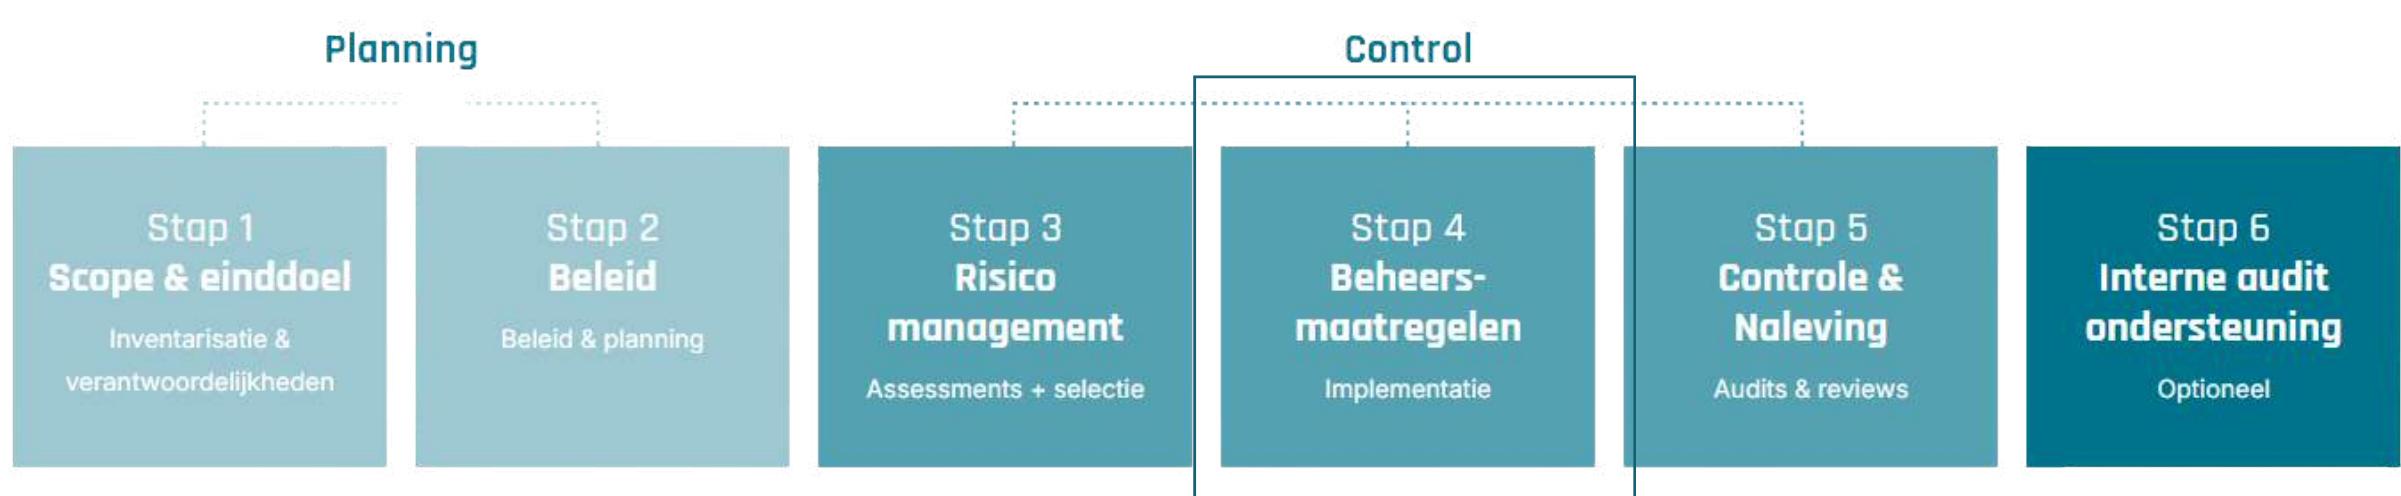 Planning
Control
Stap 1
Scope & einddoel
Inventarisatie &
verantwoordelijkheden
Stap 2
Beleid
Beleid & planning
Stap 3
Risico
management
Assessments + selectie
Stap 4
Beheers-
maatregelen
Implementatie
Stap 5
Controle &
Naleving
Audits & reviews
Stap 6
Interne audit
ondersteuning
Optioneel